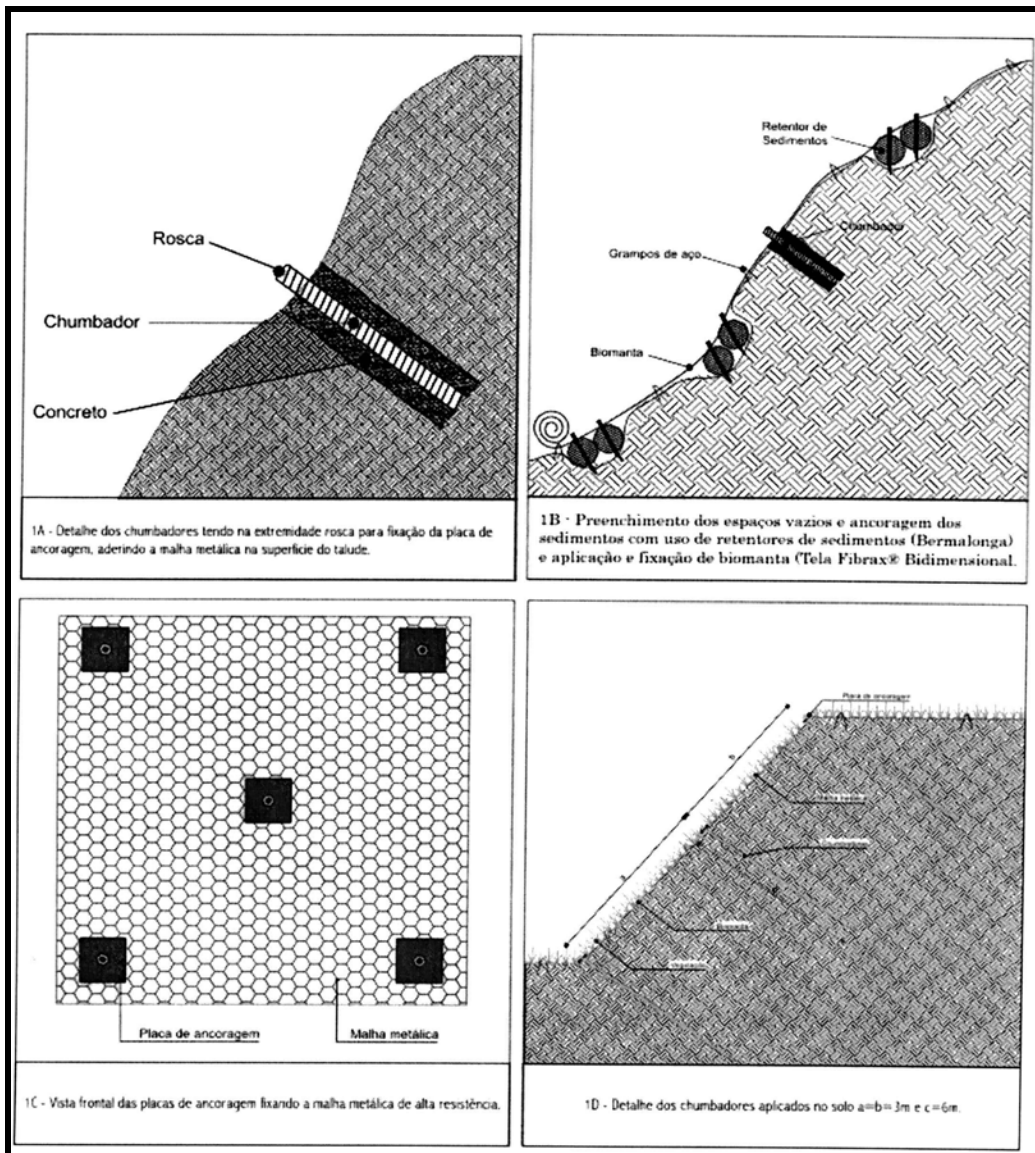 Rosca
Chumbador
Concreto
1A - Detalhe dos chumbadores tendo na extremidade rosca para fixação da placa de
ancoragem, aderindo a malha metálica na superfície do talude.
Retentor de
Sedimentos
Chumbador
Grampos de aço
Biomanta
1B - Preenchimento dos espaços vazios e ancoragem dos
sedimentos com uso de retentores de sedimentos (Bermalonga)
e aplicação e fixação de biomanta (Tela Fibrax® Bidimensional.
Placa de ancoragem
Malha metálica
1C - Vista frontal das placas de ancoragem fixando a malha metálica de alta resistência.
Placa de ancoragem
1D - Detalhe dos chumbadores aplicados no solo a=b=3m e c=6m.